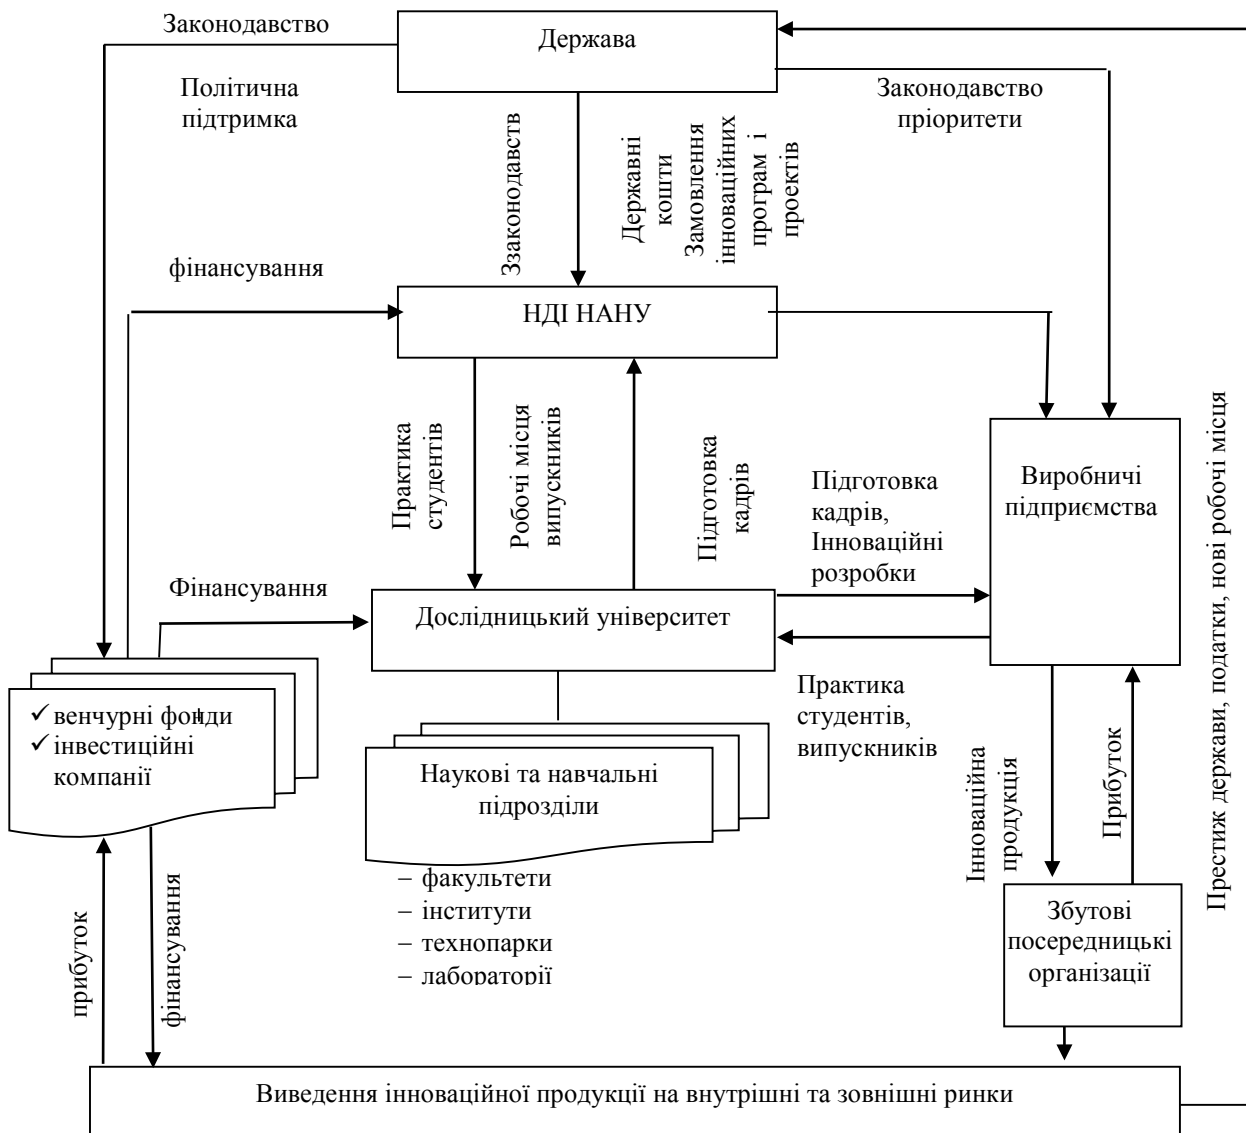 Законодавство
Держава
Політична
підтримка
Законодавство
пріоритети
Ззаконодавств
Державні
кошти
Замовлення
інноваційних
програм і
проектів
фінансування
НДІ НАНУ
Практика
студентів
Робочі місця
випускників
Підготовка
кадрів
Підготовка
кадрів,
Інноваційні
розробки
Виробничі
підприємства
Престиж держави, податки, нові робочі місця
Фінансування
Дослідницький університет
Практика
студентів,
випускників
✓ венчурні фонди
✓ інвестиційні
компанії
Наукові та навчальні
підрозділи
– факультети
– інститути
– технопарки
– лабораторії
Інноваційна
продукція
Прибуток
Збутові
посередницькі
організації
прибуток
фінансування
Виведення інноваційної продукції на внутрішні та зовнішні ринки